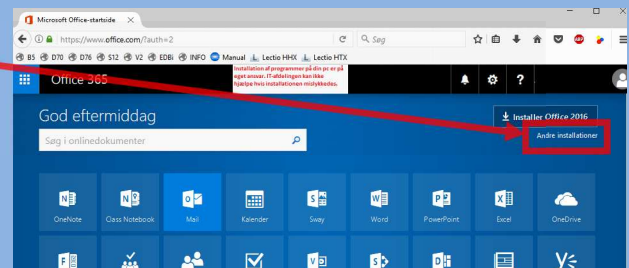 Microsoft Office-startside
https://www.office.com/?auth=2
Søg
B5 D70 D76 S12 V2 EDBi INFO Manual Lectio HHX Lectio HTX
Installation af programmer på din pc er på
eget ansvar. IT-afdelingen kan ikke
hjælpe hvis installationen mislykkedes.
Office 365
God eftermiddag
Installer Office 2016
Søg i onlinedokumenter
Andre installationer
OneNote Class Notebook Mail Kalender Sway Word PowerPoint Excel OneDrive